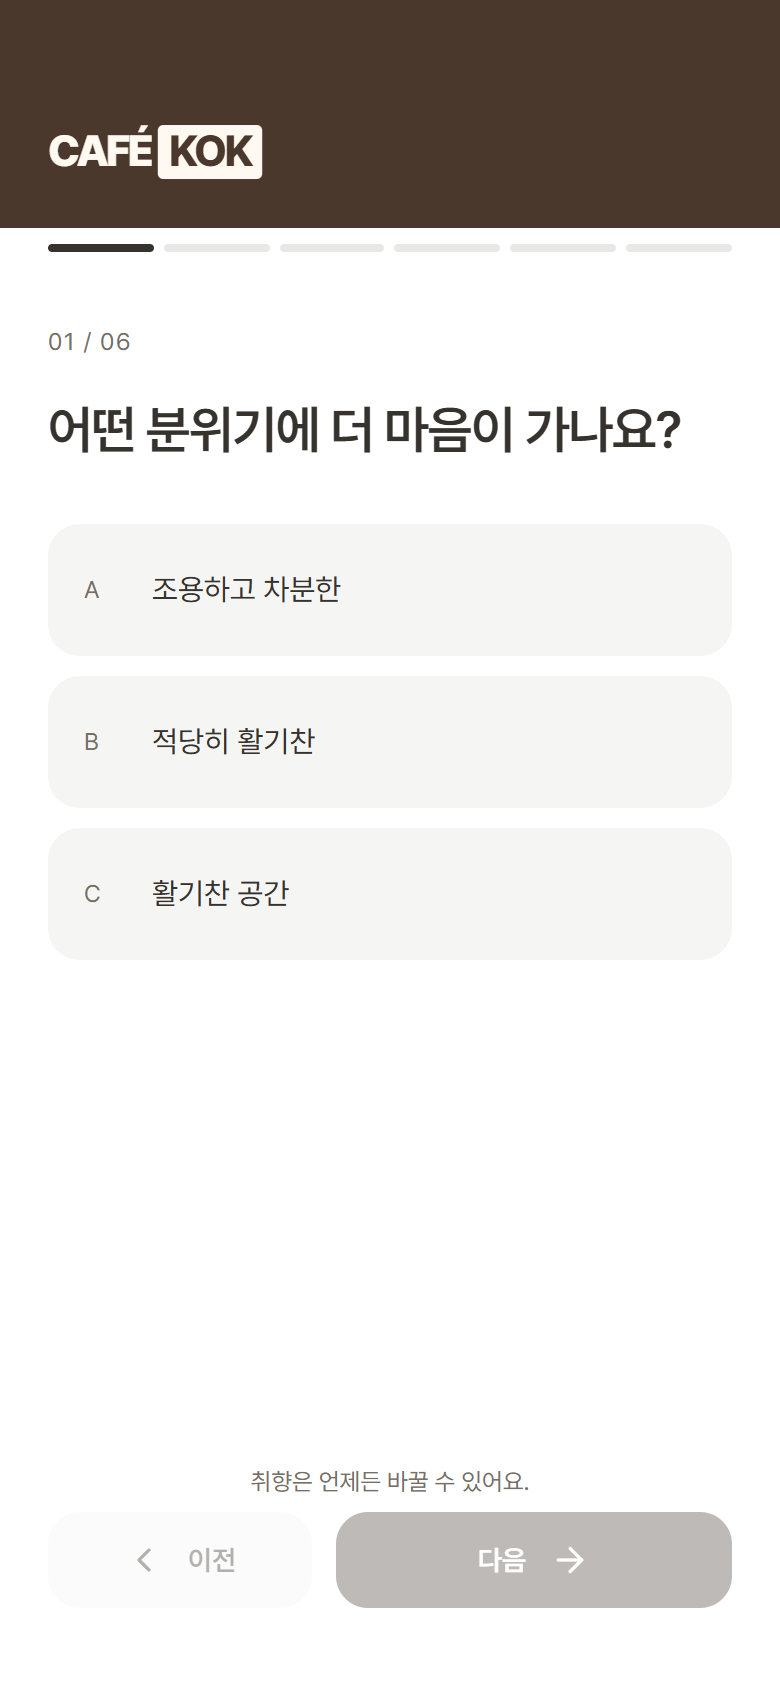 CAFÉ KOK
01 / 06
어떤 분위기에 더 마음이 가나요?
A 조용하고 차분한
B 적당히 활기찬
C 활기찬 공간
취향은 언제든 바꿀 수 있어요.
이전 다음